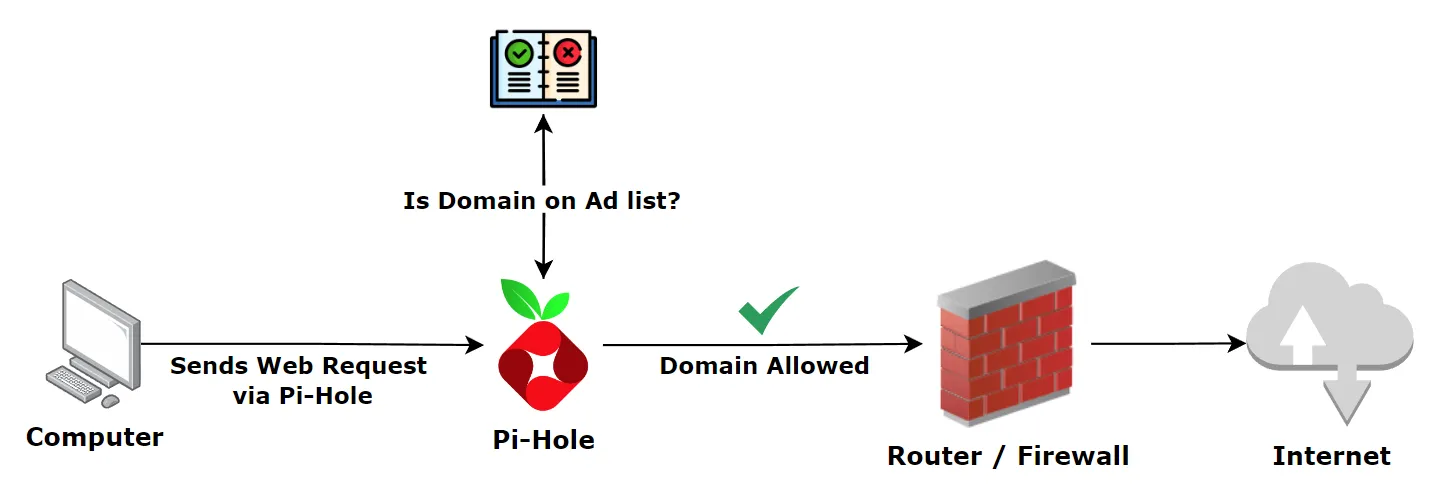 Is Domain on Ad list?
Sends Web Request
via Pi-Hole
Domain Allowed
Computer
Pi-Hole
Router / Firewall
Internet